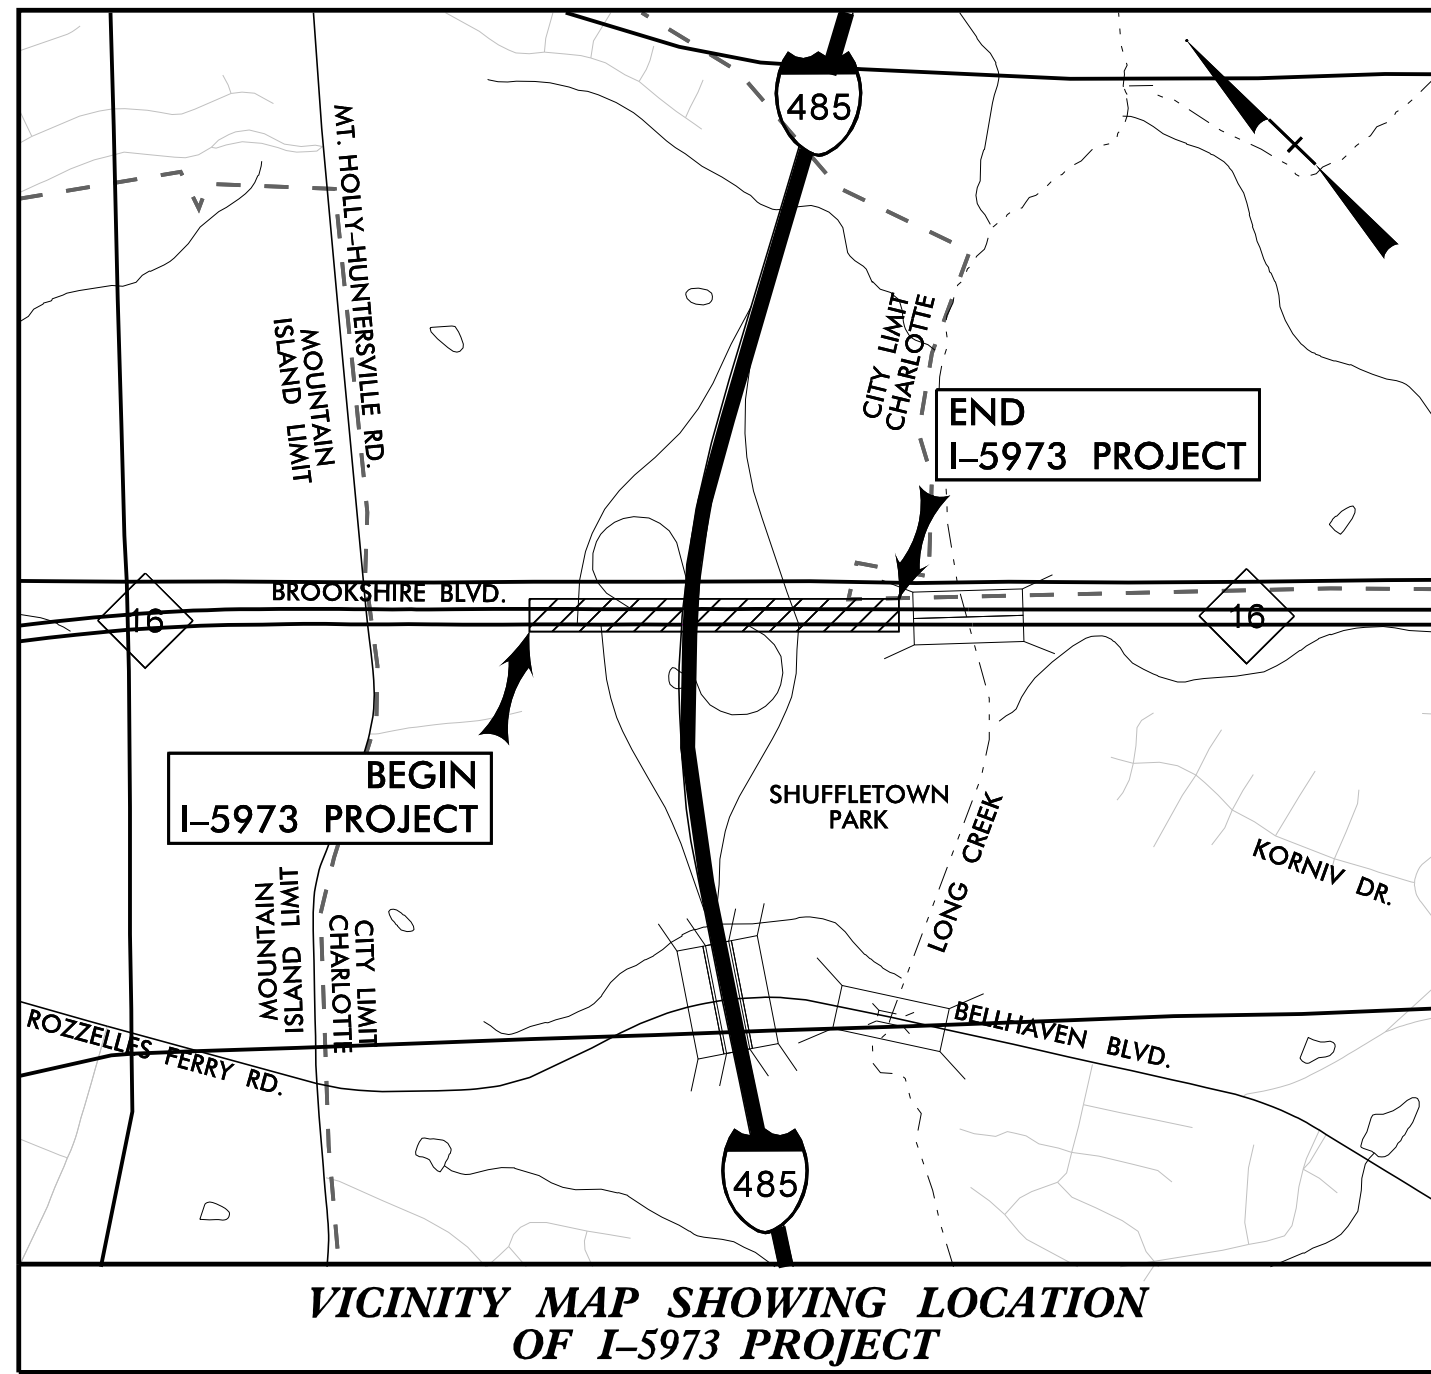 485
MT. HOLLY–HUNTERSVILLE RD.
MOUNTAIN
ISLAND LIMIT
CITY LIMIT
CHARLOTTE
END
I–5973 PROJECT
BROOKSHIRE BLVD.
16
16
BEGIN
I–5973 PROJECT
SHUFFLETOWN
PARK
LONG CREEK
KORNIV DR.
MOUNTAIN
ISLAND LIMIT
CITY LIMIT
CHARLOTTE
ROZZELLES FERRY RD.
BELLHAVEN BLVD.
485
VICINITY MAP SHOWING LOCATION
OF I–5973 PROJECT